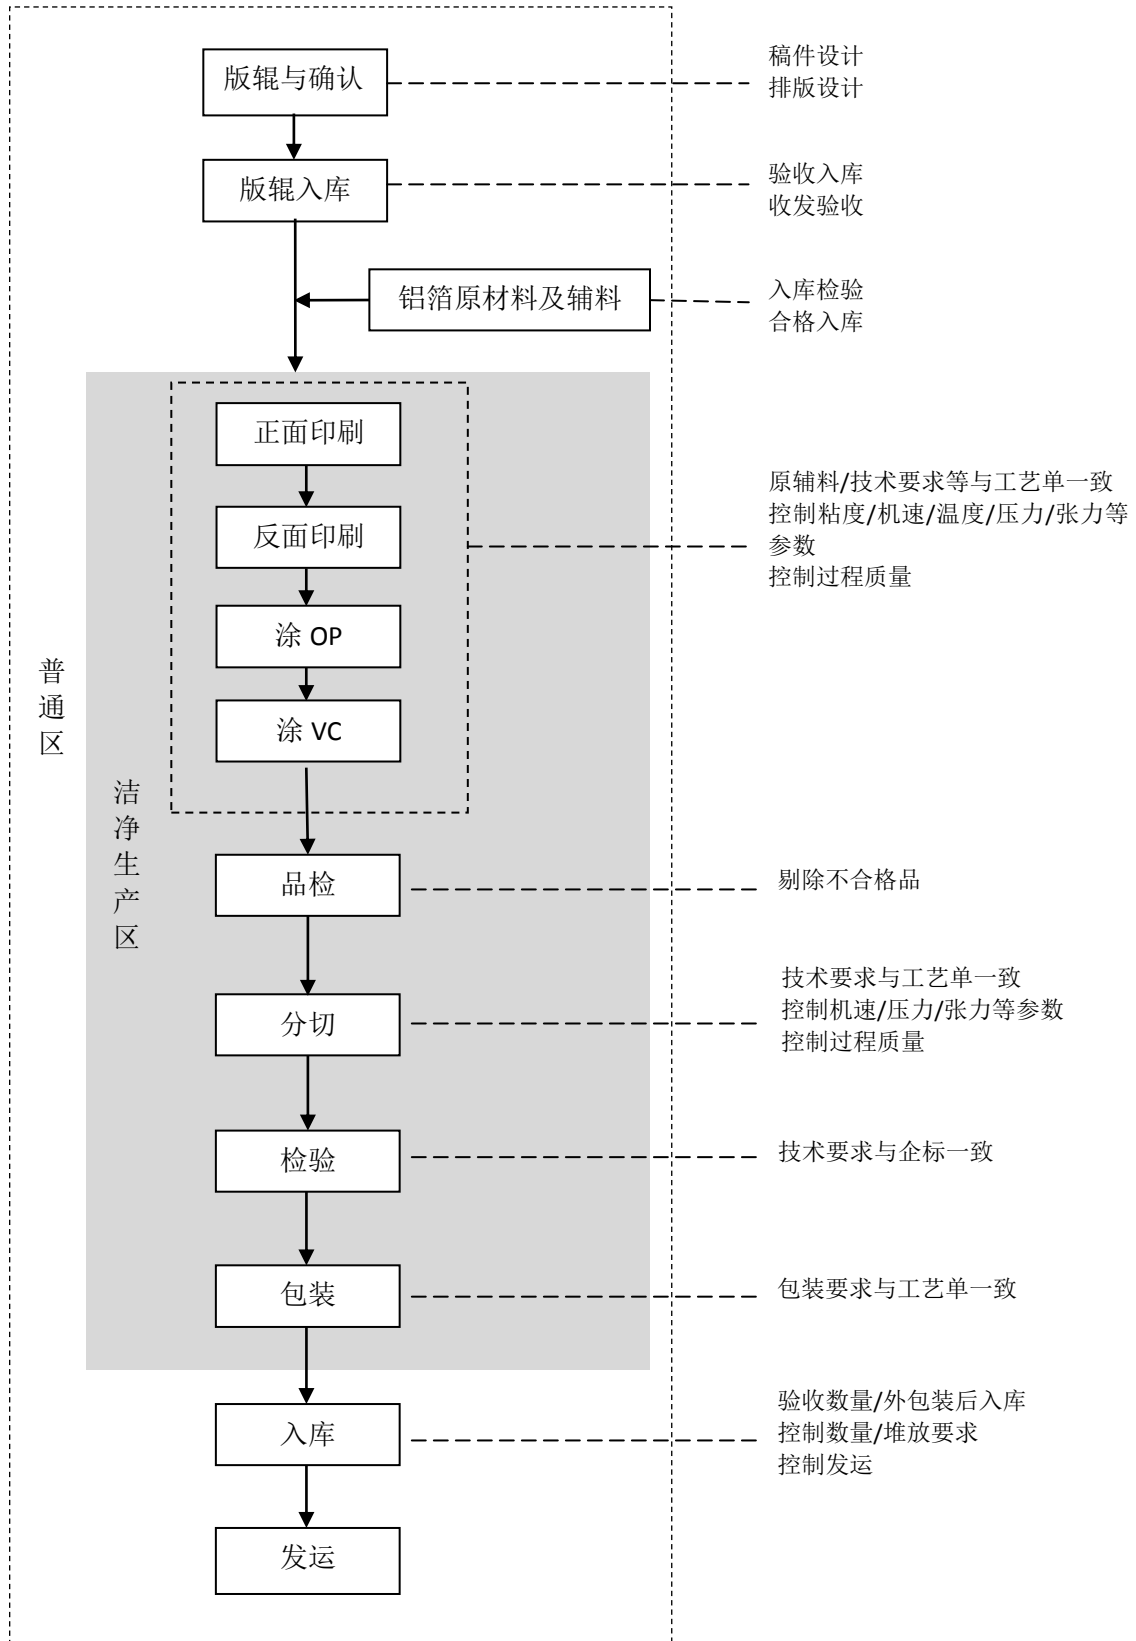 版辊与确认
稿件设计
排版设计
版辊入库
验收入库
收发验收
铝箔原材料及辅料
入库检验
合格入库
正面印刷
反面印刷
涂 OP
涂 VC
原辅料/技术要求等与工艺单一致
控制粘度/机速/温度/压力/张力等
参数
控制过程质量
普通区
洁净生产区
品检
剔除不合格品
分切
技术要求与工艺单一致
控制机速/压力/张力等参数
控制过程质量
检验
技术要求与企标一致
包装
包装要求与工艺单一致
入库
验收数量/外包装后入库
控制数量/堆放要求
控制发运
发运